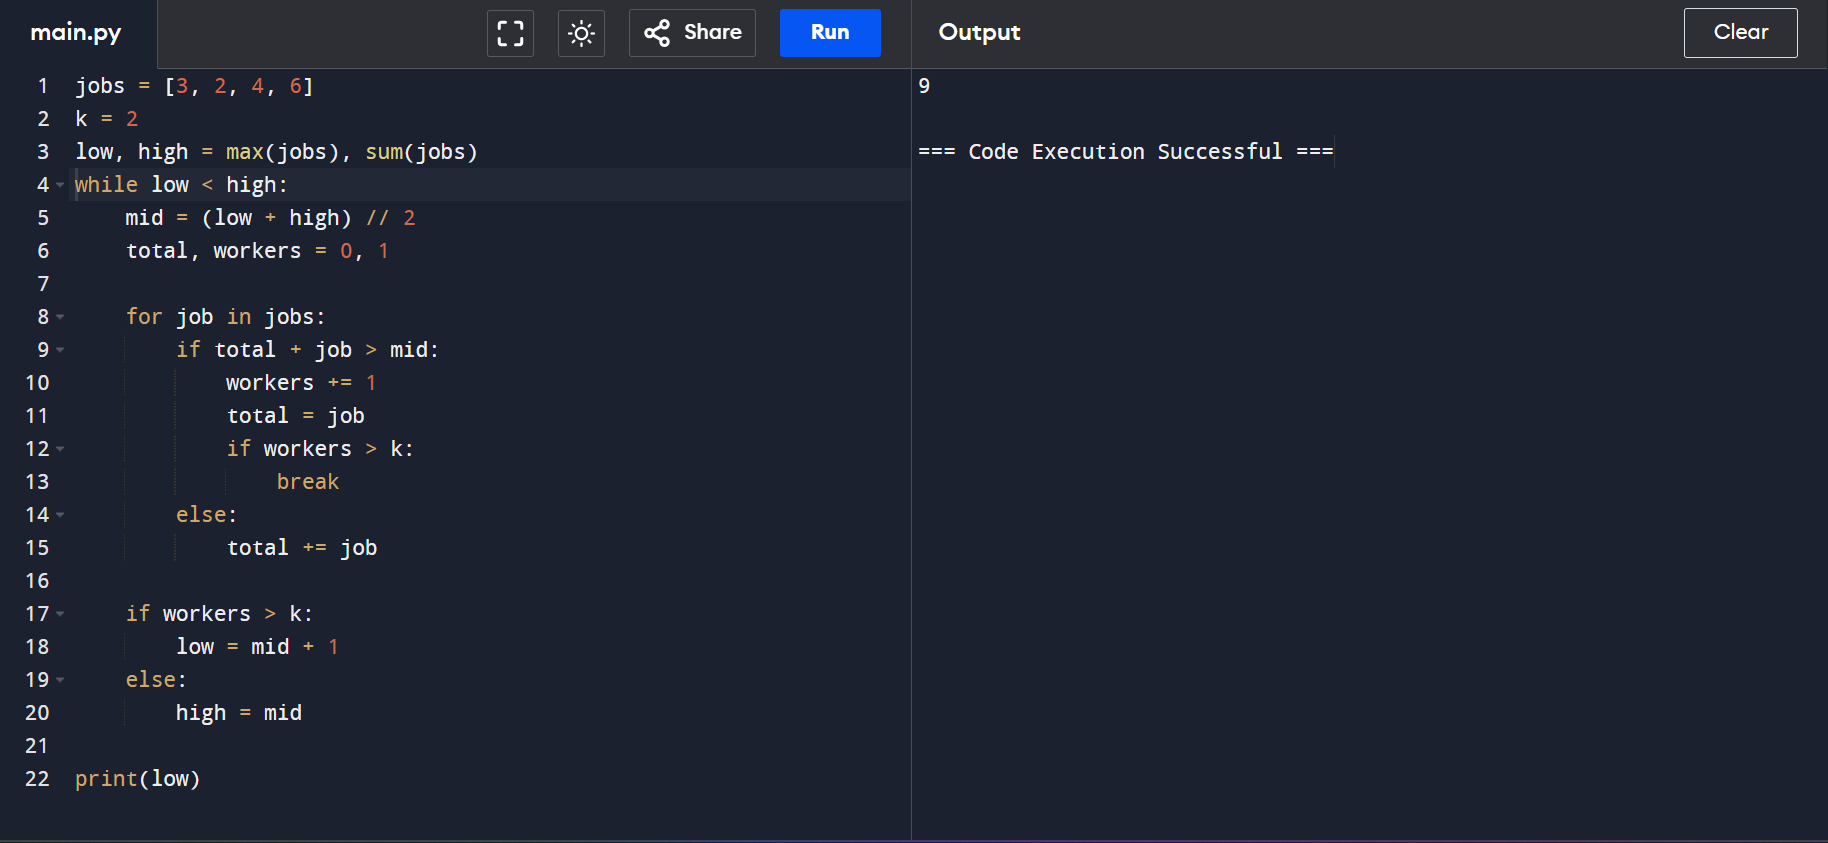 main.py
Share
Run
Output
Clear
1 jobs = [3, 2, 4, 6]
2 k = 2
3 low, high = max(jobs), sum(jobs)
4 while low < high:
5     mid = (low + high) // 2
6     total, workers = 0, 1
7
8     for job in jobs:
9         if total + job > mid:
10             workers += 1
11             total = job
12             if workers > k:
13                 break
14         else:
15             total += job
16
17     if workers > k:
18         low = mid + 1
19     else:
20         high = mid
21
22 print(low)
9
=== Code Execution Successful ===